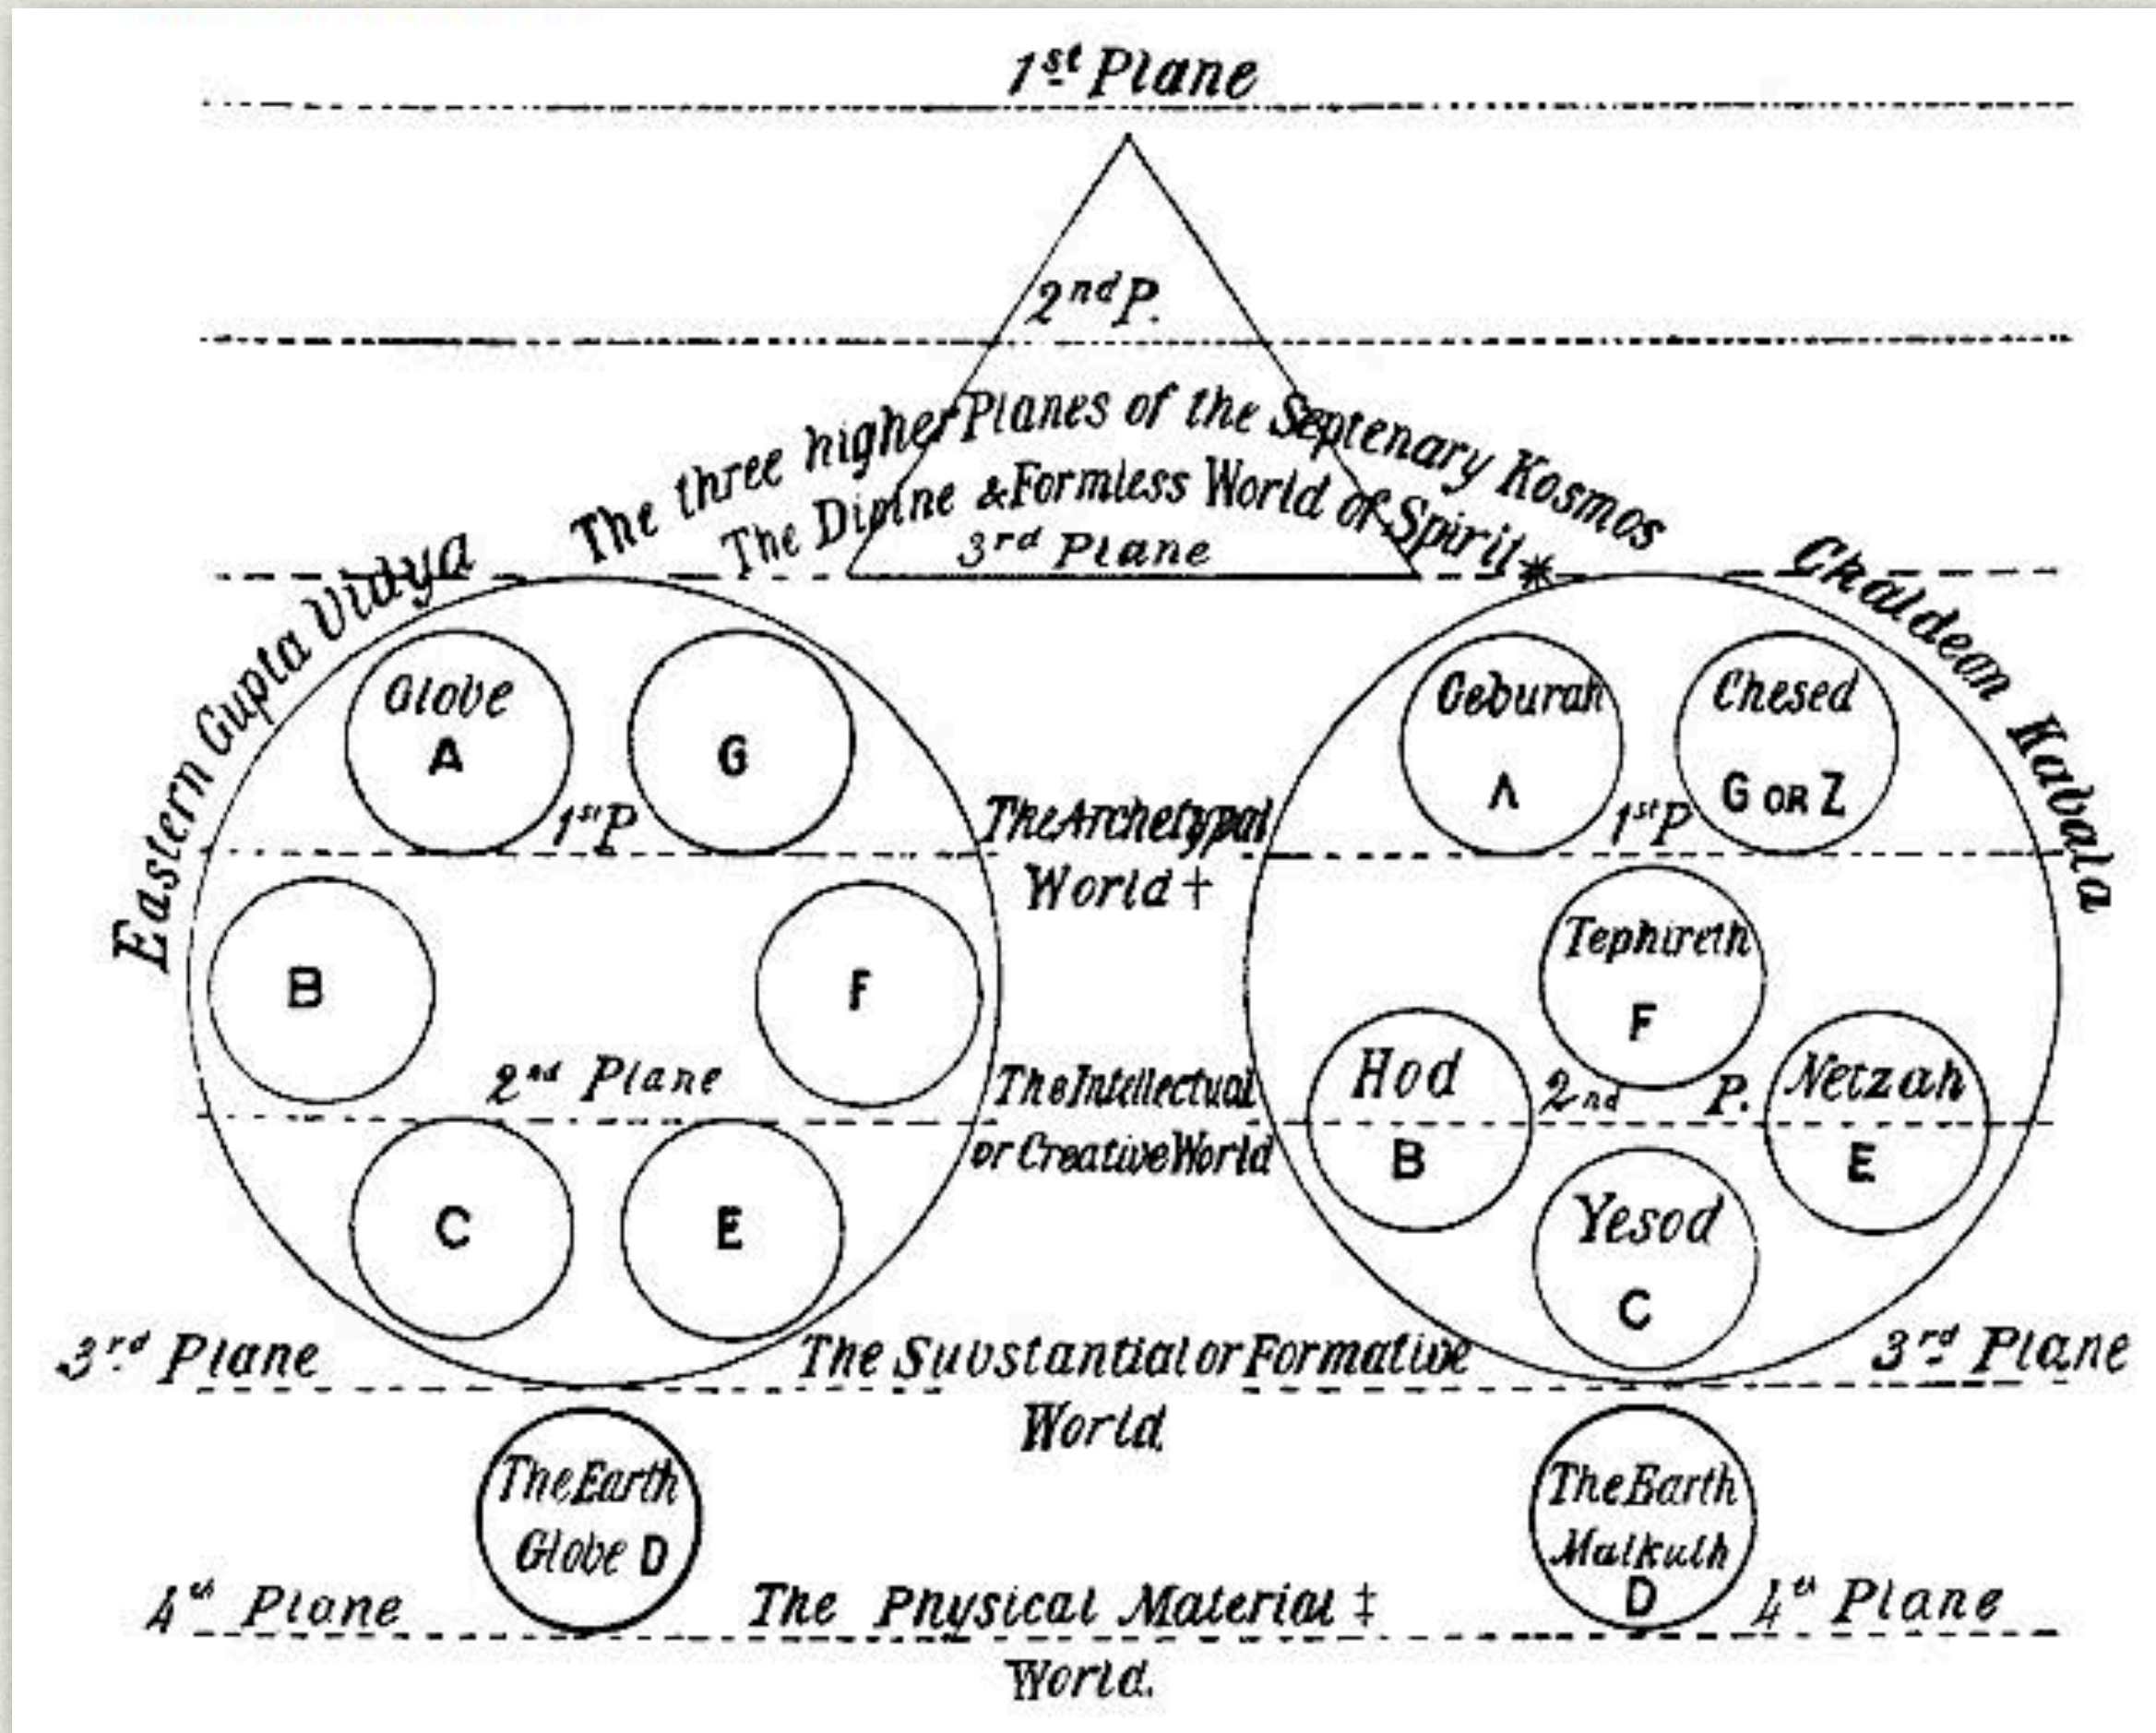 1st Plane
2nd P.
The three higher Planes of the Septenary Kosmos
The Divine & Formless World of Spirit *
3rd Plane
Eastern Gupta Vidya
Chaldean Kabala
Globe
A
G
1st P
Geburah
A
Chesed
G OR Z
1st P
The Archetypal
World †
B
F
2nd Plane
Tephireth
F
Hod
B
2nd P.
Netzah
E
The Intellectual
or Creative World
C
E
Yesod
C
3rd Plane
The Substantial or Formative
World.
3rd Plane
The Earth
Globe D
The Earth
Malkuth
D
4th Plane
The Physical Material ‡
World.
4th Plane